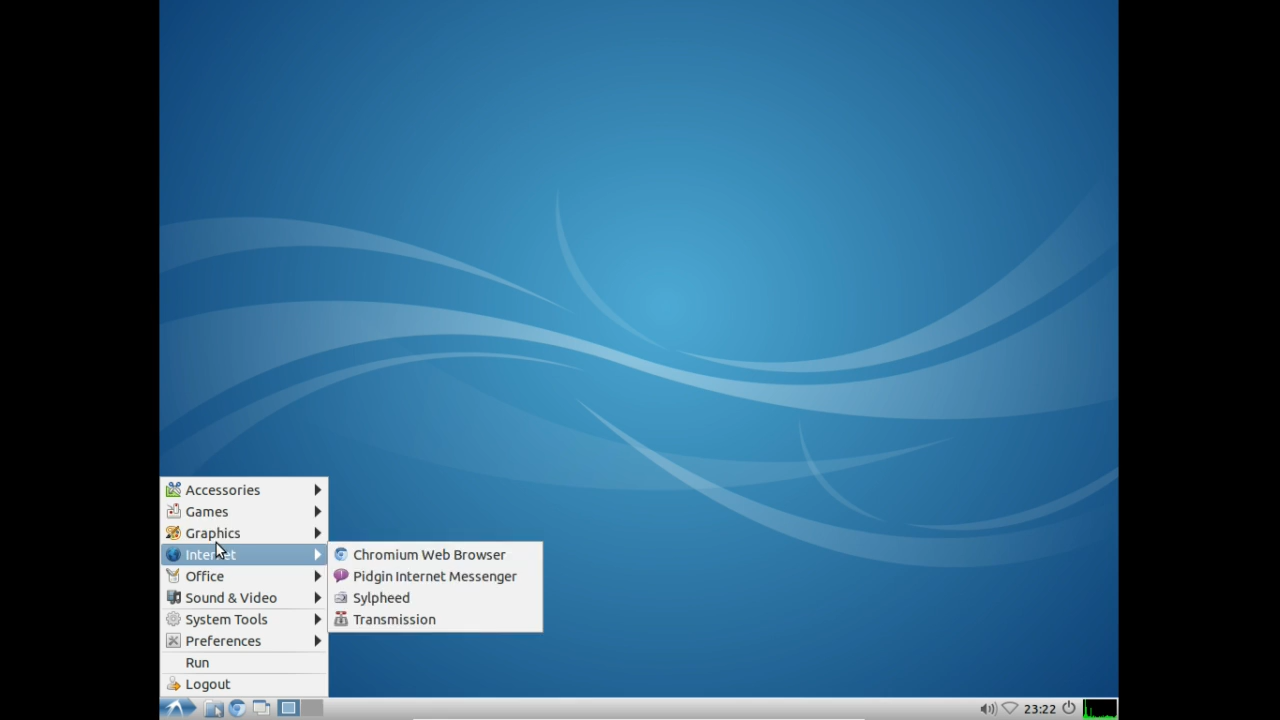 Accessories
Games
Graphics
Internet
Office
Sound & Video
System Tools
Preferences
Run
Logout
Chromium Web Browser
Pidgin Internet Messenger
Sylpheed
Transmission
23:22